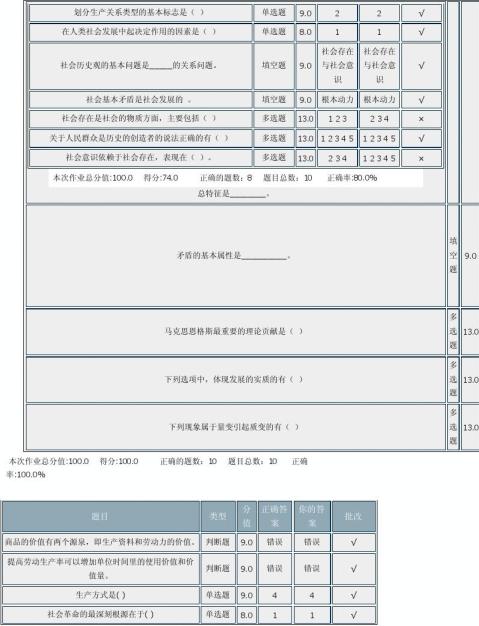 划分生产关系类型的基本标志是（ ） 单选题 9.0 2 2 √
在人类社会发展中起决定作用的因素是（ ） 单选题 8.0 1 1 √
社会历史观的基本问题是_____的关系问题。 填空题 9.0 社会存在与社会意识 社会存在与社会意识 √
社会基本矛盾是社会发展的 。 填空题 9.0 根本动力 根本动力 √
社会存在是社会的物质方面，主要包括（ ） 多选题 13.0 1 2 3 2 3 4 ×
关于人民群众是历史的创造者的说法正确的有（ ） 多选题 13.0 1 2 3 4 5 1 2 3 4 5 √
社会意识依赖于社会存在，表现在（ ）。 多选题 13.0 2 3 4 1 2 3 4 5 ×
本次作业总分值:100.0 得分:74.0 正确的题数：8 题目总数：10 正确率:80.0%
总特征是________。
矛盾的基本属性是__________。 填空题 9.0
马克思恩格斯最重要的理论贡献是（ ） 多选题 13.0
下列选项中，体现发展的实质的有（ ） 多选题 13.0
下列现象属于量变引起质变的有（ ） 多选题 13.0
本次作业总分值:100.0 得分:100.0 正确的题数：10 题目总数：10 正确
率:100.0%
题目 类型 分值 正确答案 你的答案 批改
商品的价值有两个源泉，即生产资料和劳动力的价值。 判断题 9.0 错误 错误 √
提高劳动生产率可以增加单位时间里的使用价值和价值量。 判断题 9.0 错误 错误 √
生产方式是( ) 单选题 9.0 4 4 √
社会革命的最深刻根源在于( ) 单选题 8.0 1 1 √